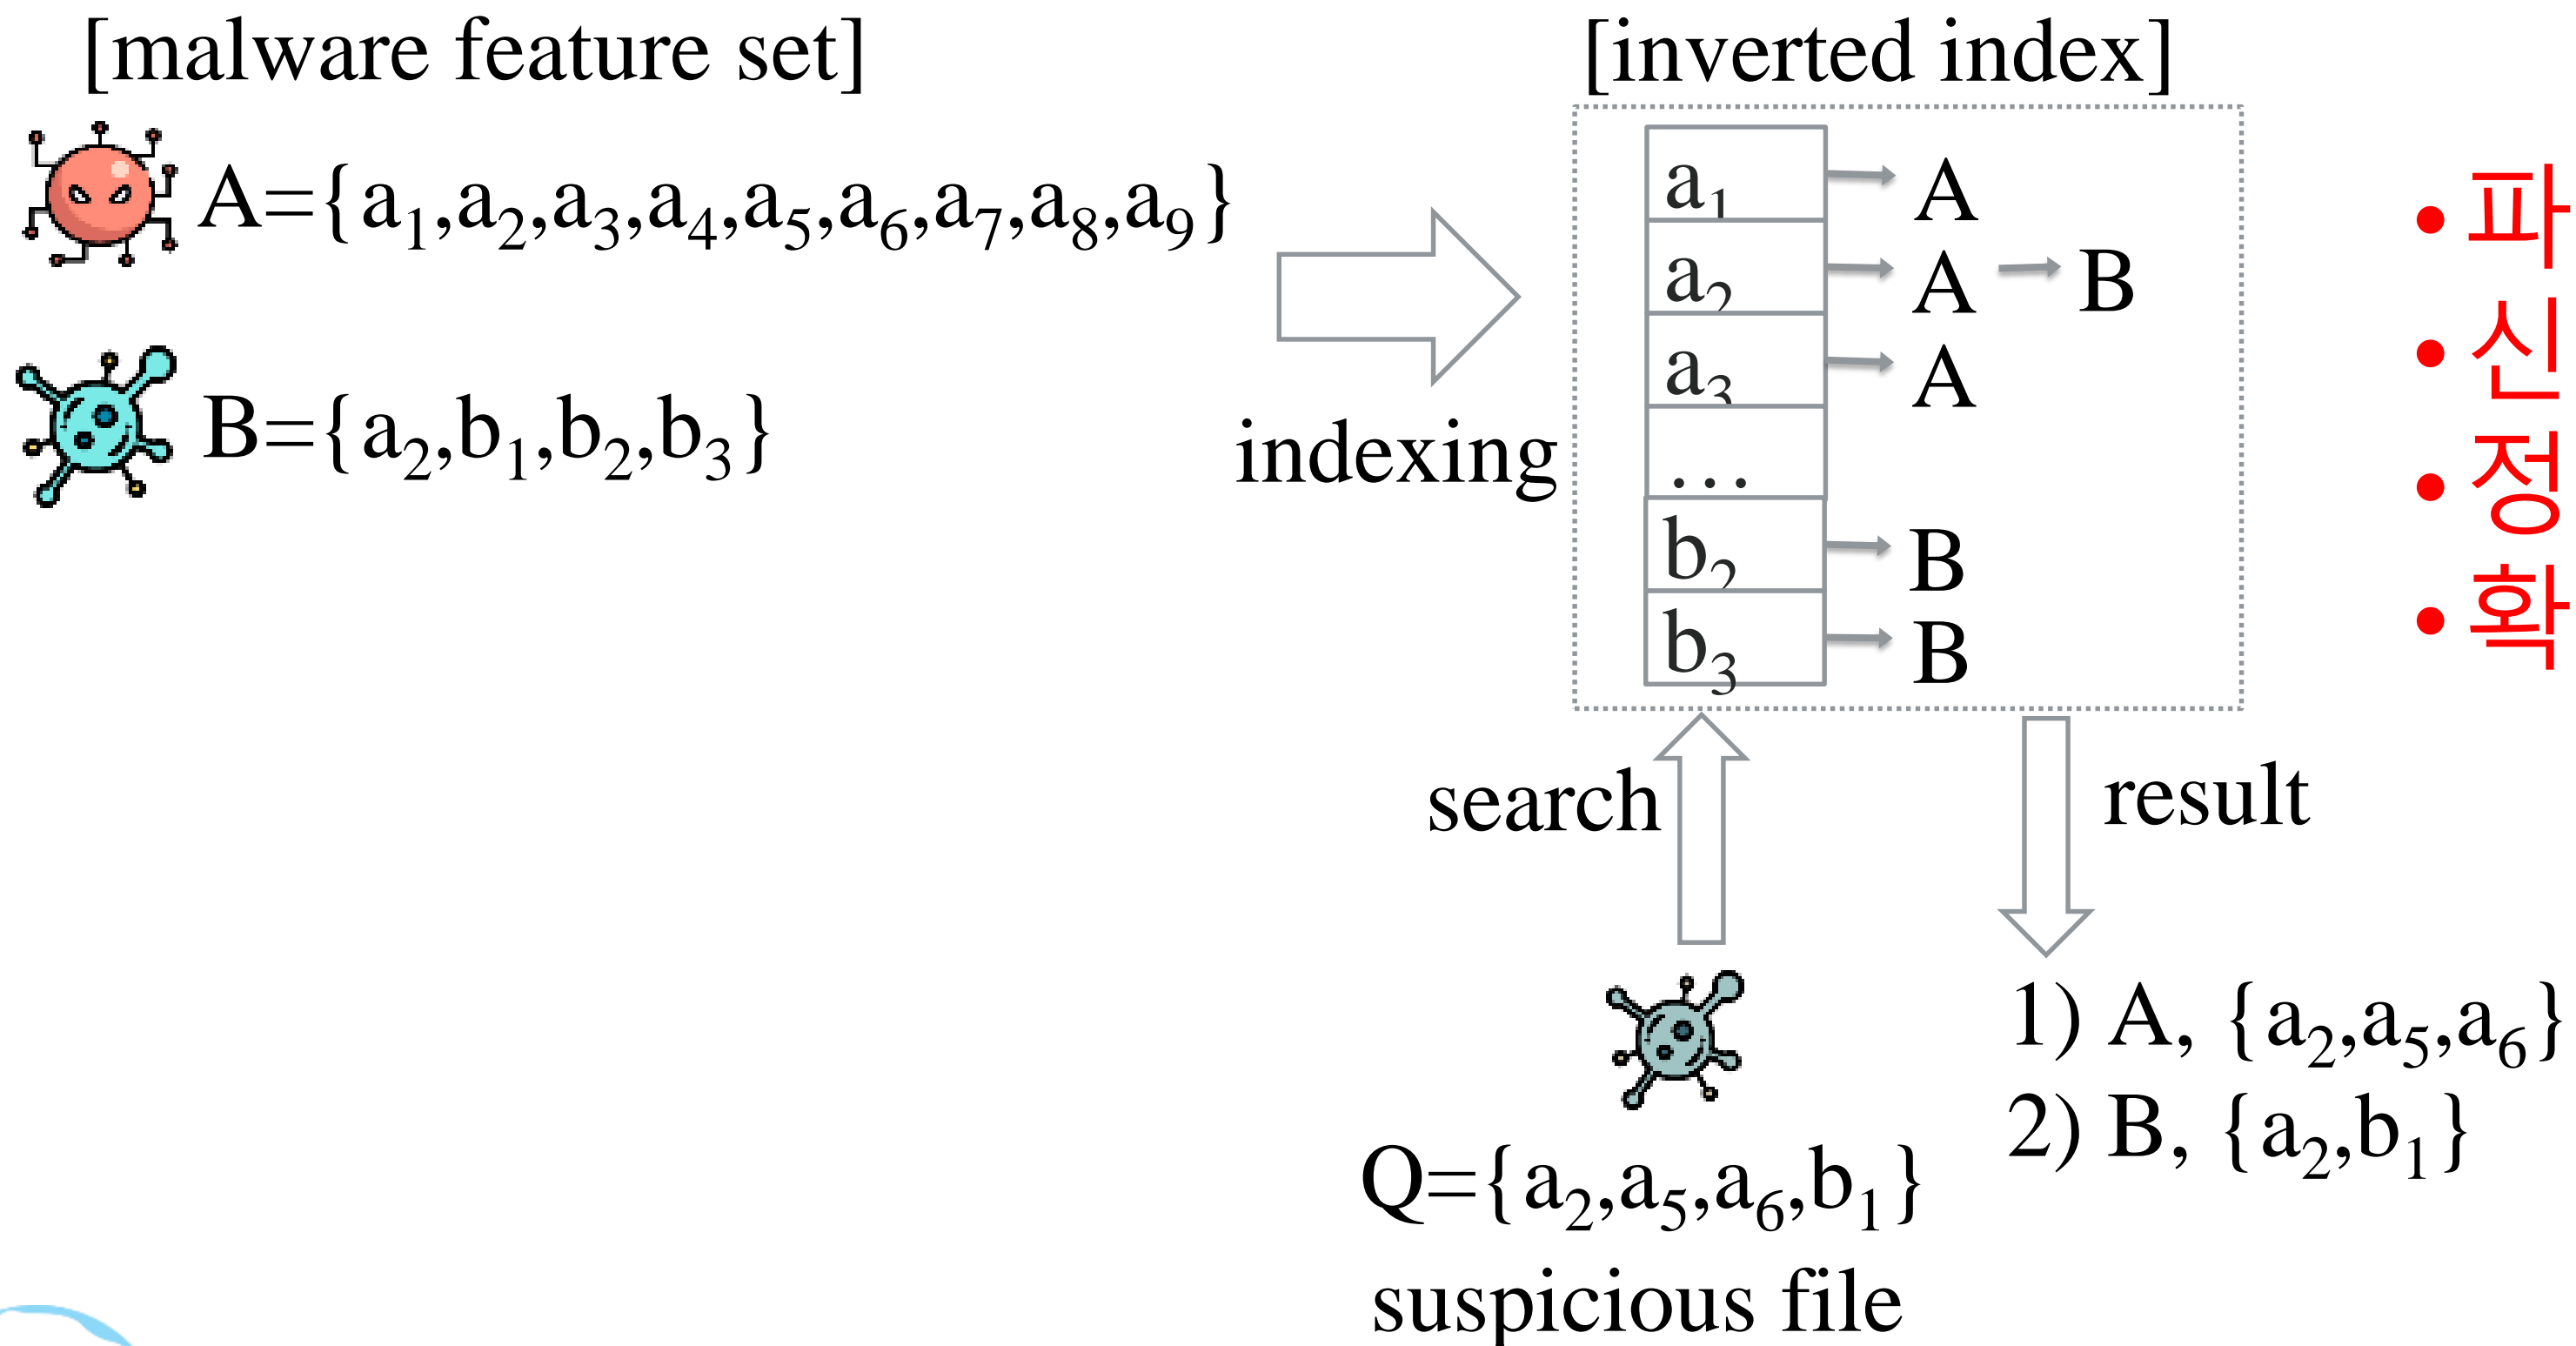 [malware feature set]
A={a₁,a₂,a₃,a₄,a₅,a₆,a₇,a₈,a₉}
B={a₂,b₁,b₂,b₃}
indexing
[inverted index]
a₁ A
a₂ A B
a₃ A
...
b₂ B
b₃ B
search
result
Q={a₂,a₅,a₆,b₁}
suspicious file
1) A, {a₂,a₅,a₆}
2) B, {a₂,b₁}
•파
•신
•정
•확